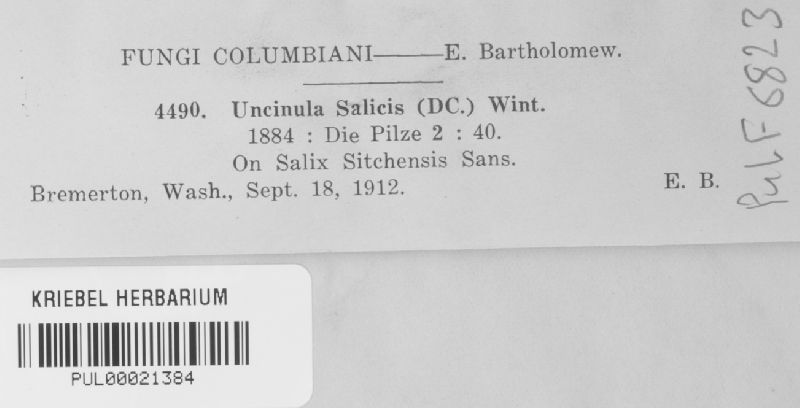 FUNGI COLUMBIANI——E. Bartholomew.
4490. Uncinula Salicis (DC.) Wint.
1884 : Die Pilze 2 : 40.
On Salix Sitchensis Sans.
Bremerton, Wash., Sept. 18, 1912. E. B.
PUL F6823
KRIEBEL HERBARIUM
PUL00021384